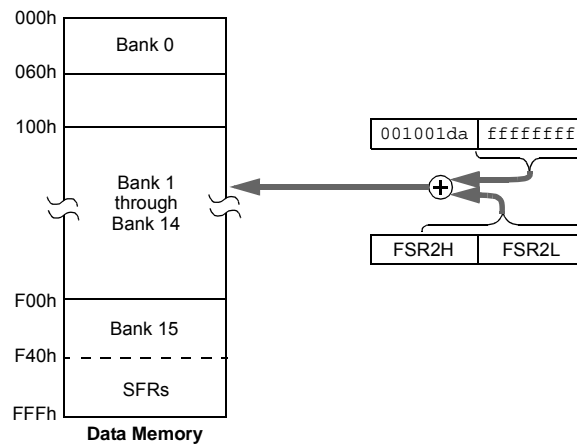 000h
Bank 0
060h
100h
001001da ffffffff
Bank 1
through
Bank 14
FSR2H FSR2L
F00h
Bank 15
F40h
SFRs
FFFh
Data Memory